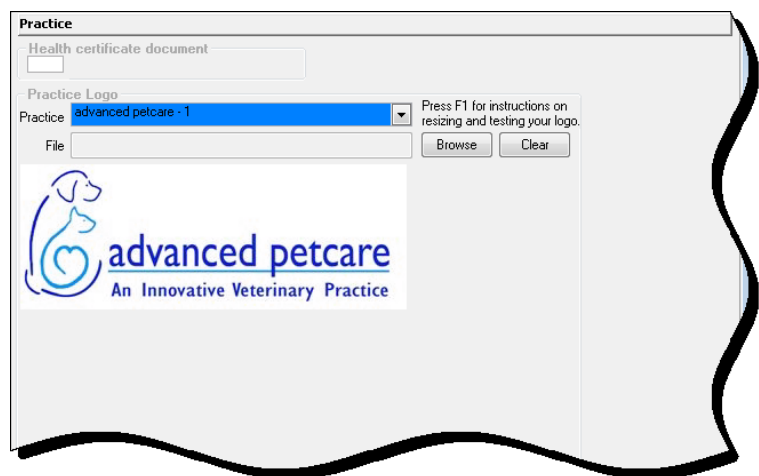 Practice
Health certificate document
Practice Logo
Practice advanced petcare - 1
Press F1 for instructions on
resizing and testing your logo.
File
Browse Clear
advanced petcare
An Innovative Veterinary Practice